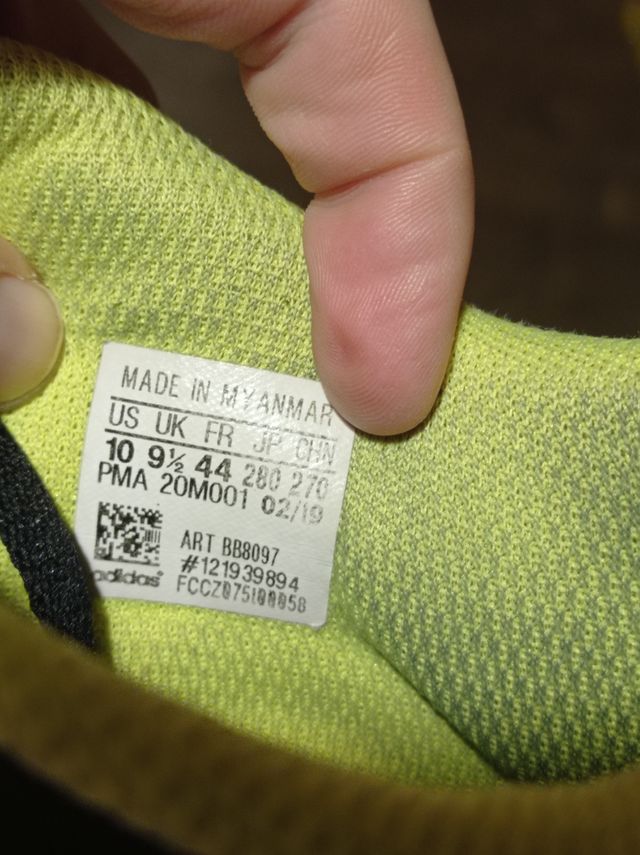 MADE IN MYANMAR
US UK FR JP CHN
10 9½ 44 280 270
PMA 20M001 02/19
ART BB8097
#121939894
FCCZ075I00058
adidas